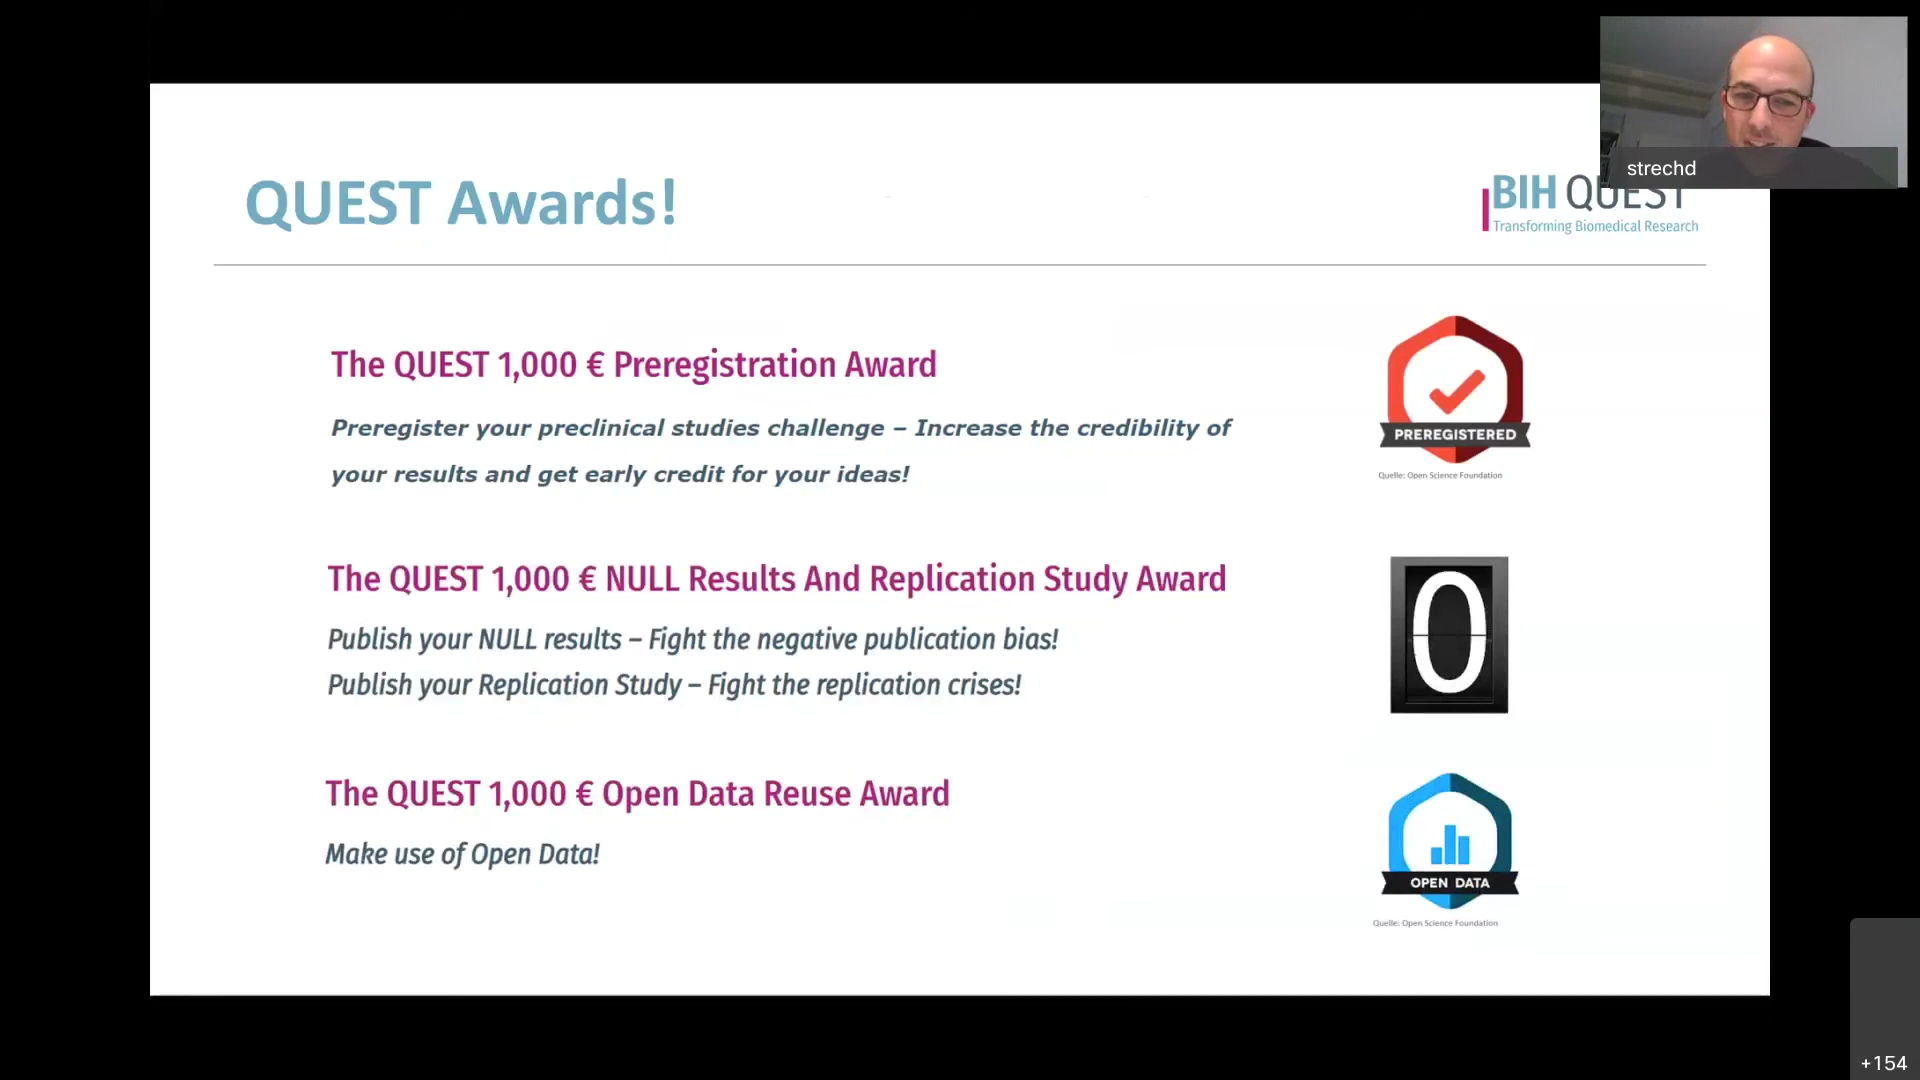 strechd
QUEST Awards!
BIH QUEST
Transforming Biomedical Research
The QUEST 1,000 € Preregistration Award
Preregister your preclinical studies challenge – Increase the credibility of
your results and get early credit for your ideas!
PREREGISTERED
Quelle: Open Science Foundation
The QUEST 1,000 € NULL Results And Replication Study Award
Publish your NULL results – Fight the negative publication bias!
Publish your Replication Study – Fight the replication crises!
0
The QUEST 1,000 € Open Data Reuse Award
Make use of Open Data!
OPEN DATA
Quelle: Open Science Foundation
+154